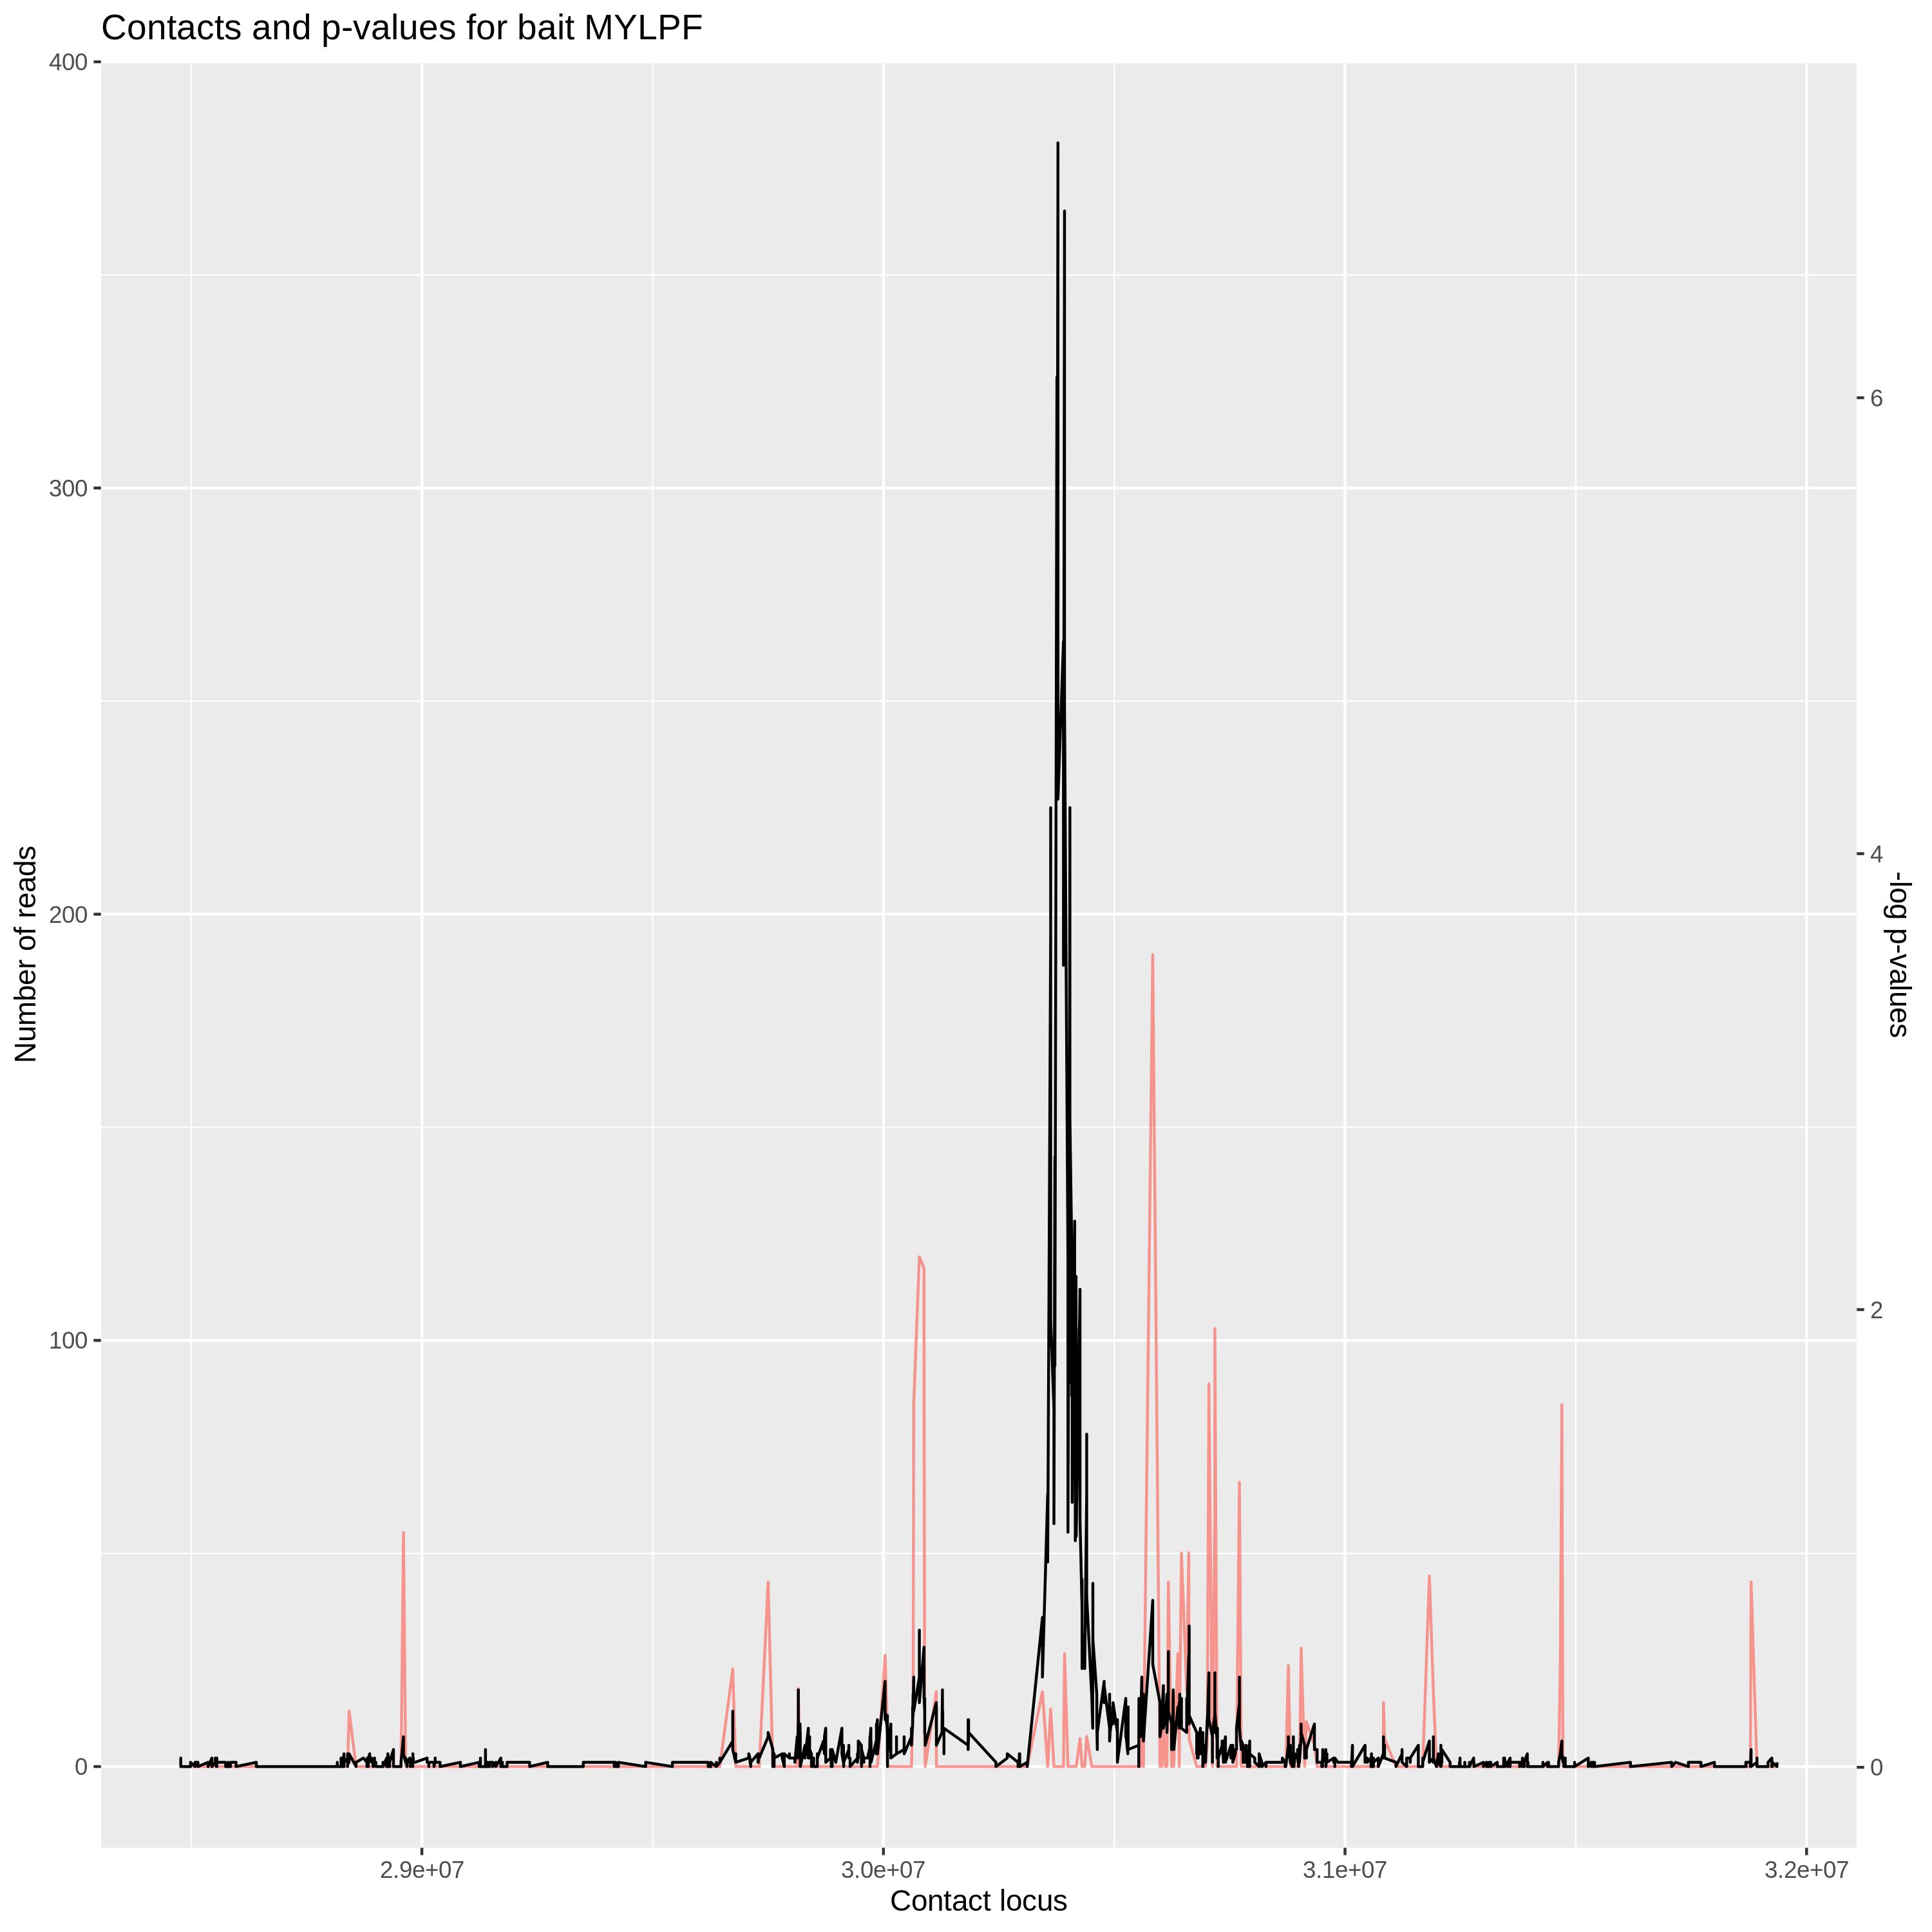 Contacts and p-values for bait MYLPF
400
300
200
100
0
Number of reads
6
4
2
0
-log p-values
2.9e+07 3.0e+07 3.1e+07 3.2e+07
Contact locus